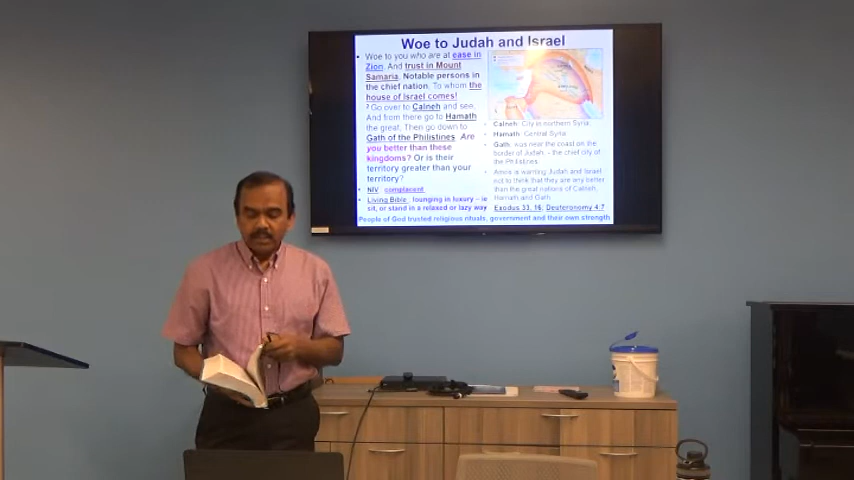 Woe to Judah and Israel
Woe to you who are at ease in
Zion, And trust in Mount
Samaria, Notable persons in
the chief nation, To whom the
house of Israel comes!
2 Go over to Calneh and see,
And from there go to Hamath
the great, Then go down to
Gath of the Philistines. Are
you better than these
kingdoms? Or is their
territory greater than your
territory?
NIV: complacent
Living Bible: lounging in luxury – ie
sit, or stand in a relaxed or lazy way
Calneh: City in northern Syria.
Hamath: Central Syria
Gath: was near the coast on the
border of Judah - the chief city of
the Philistines
Amos is warning Judah and Israel
not to think that they are any better
than the great nations of Calneh,
Hamath and Gath
Exodus 33, 16, Deuteronomy 4:7
People of God trusted religious rituals, government and their own strength